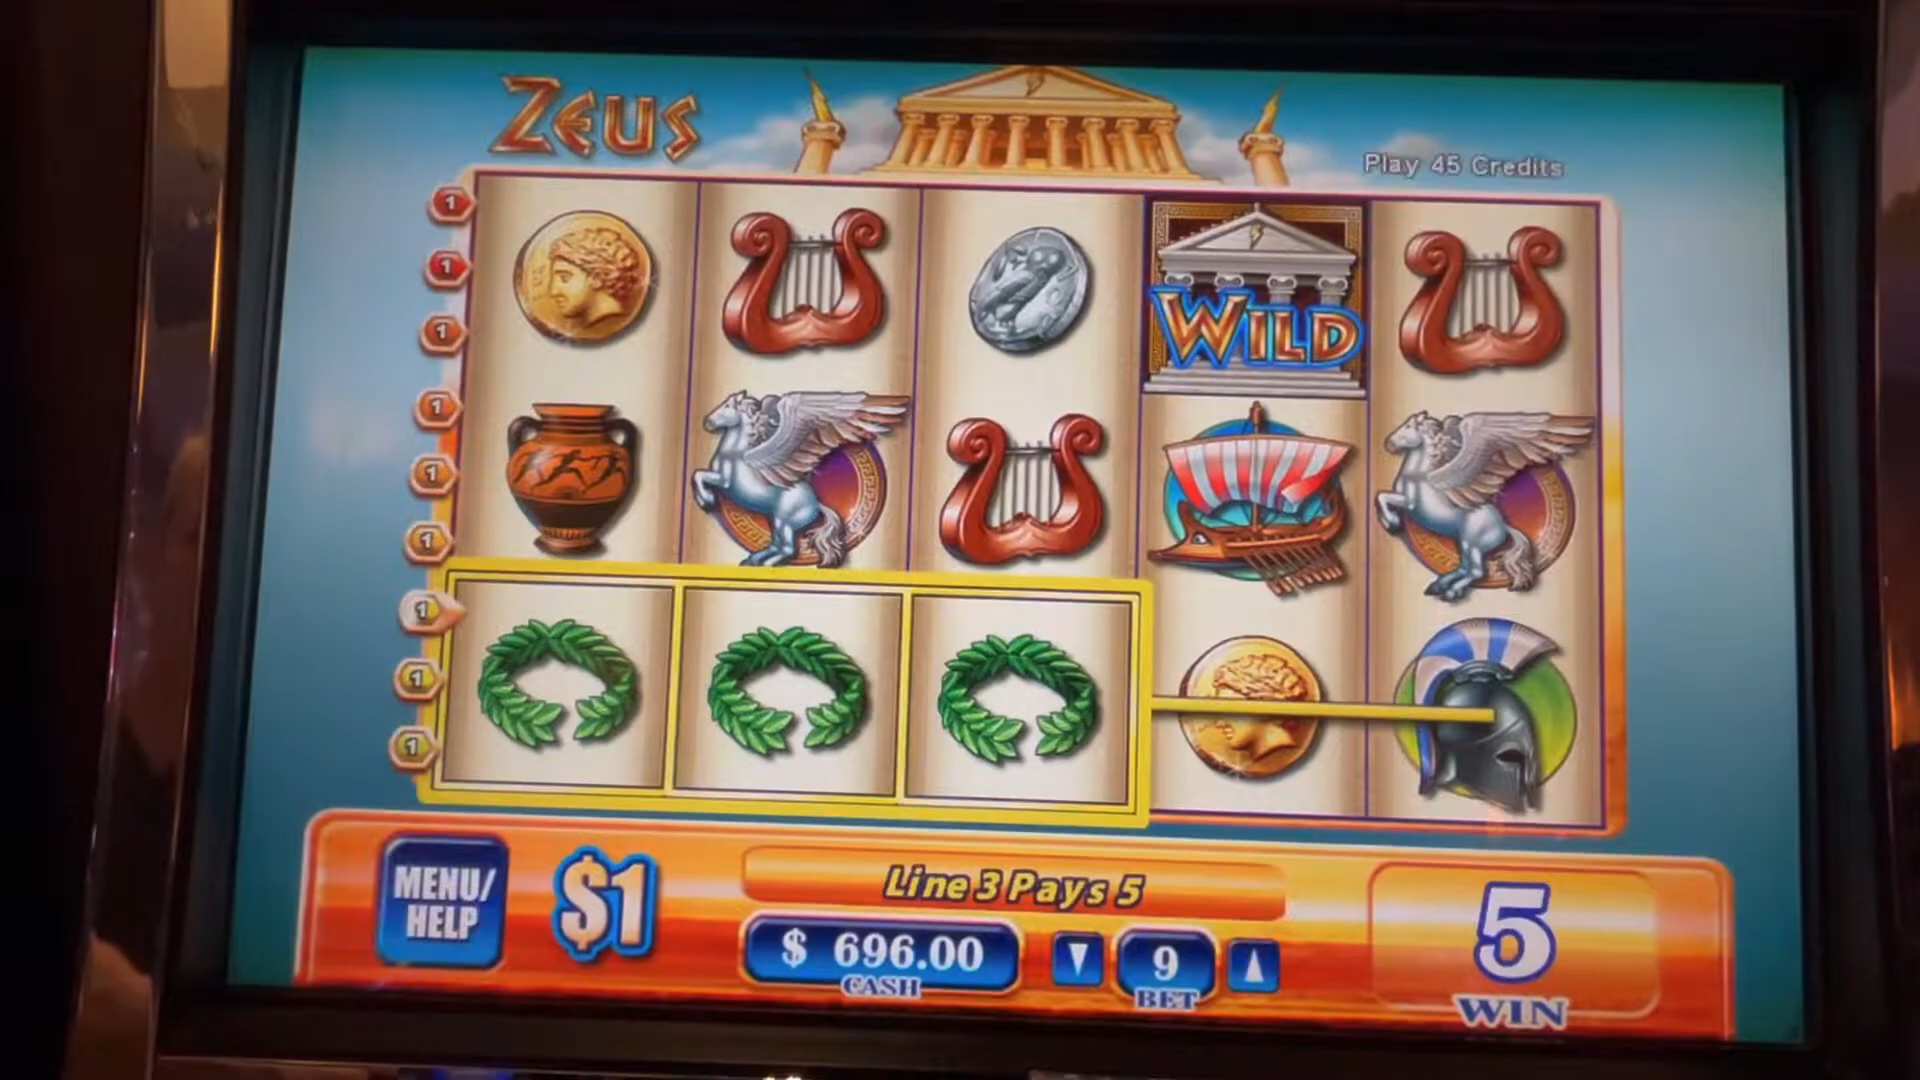 ZEUS
Play 45 Credits
1
1
1
1
1
1
1
1
1
WILD
MENU/
HELP
$1
Line 3 Pays 5
$ 696.00
CASH
9
BET
5
WIN